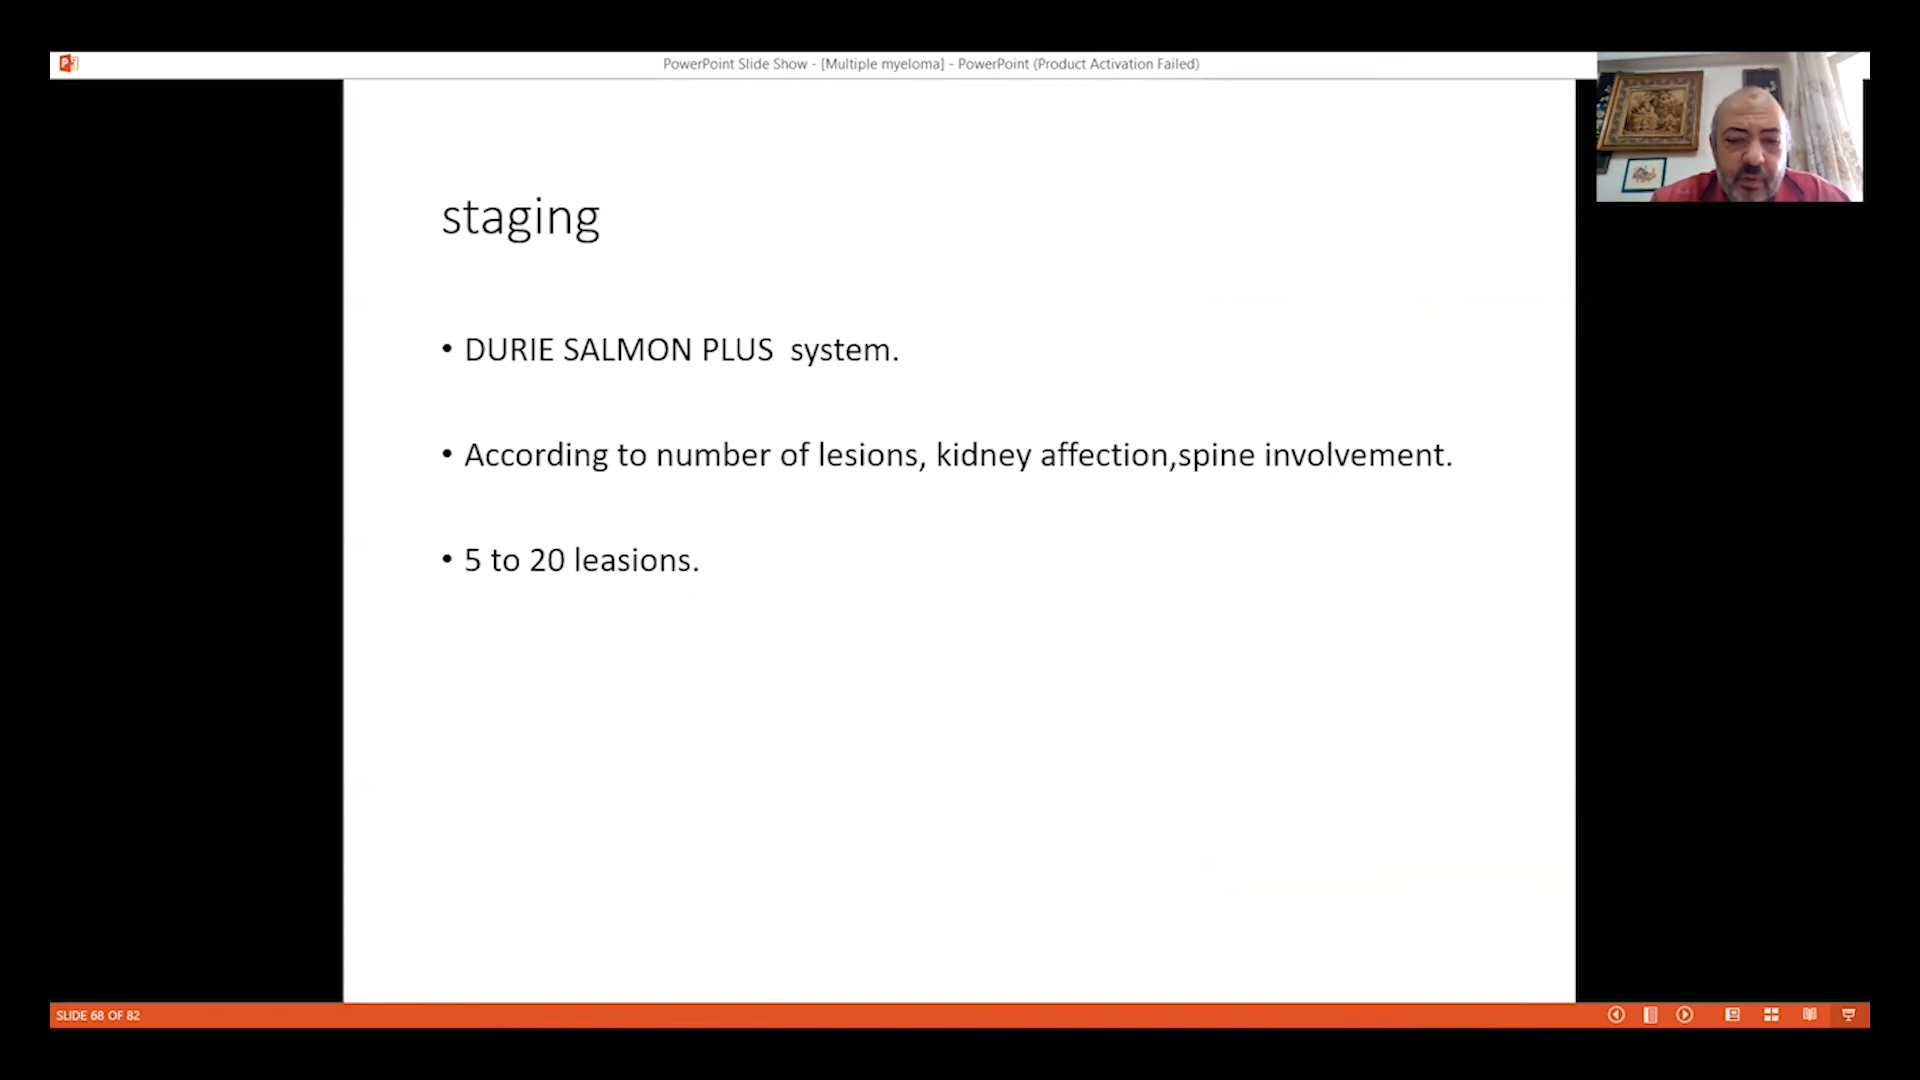 PowerPoint Slide Show - [Multiple myeloma] - PowerPoint (Product Activation Failed)
staging
• DURIE SALMON PLUS system.
• According to number of lesions, kidney affection,spine involvement.
• 5 to 20 leasions.
SLIDE 68 OF 82